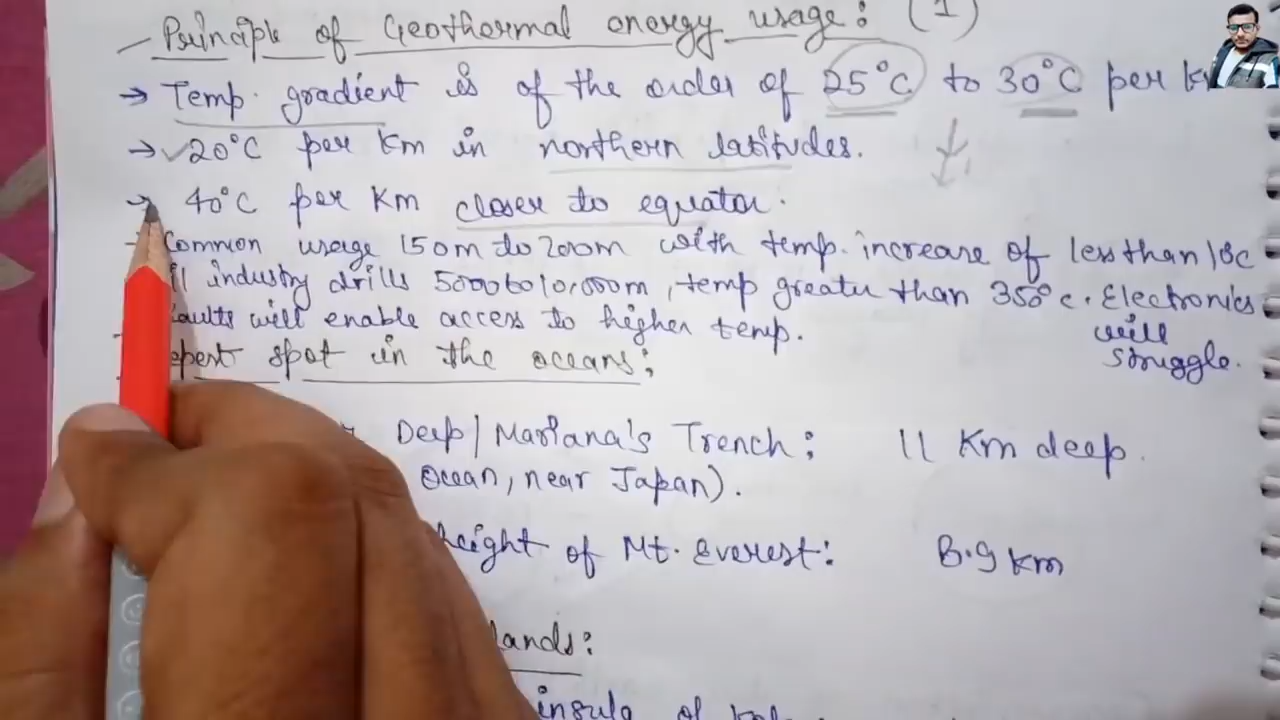 Principle of Geothermal energy usage: (1)
→ Temp. gradient is of the order of 25°C to 30°C per
→ 20°C per Km in northern latitudes.
→ 40°C per Km closer to equator.
Common usage 150m to 200m with temp. increase of less than
industry drills 5000 to 10,000m, temp greater than 350°C. Electronics
will enable access to higher temp. will
spot in the oceans: struggle.
Deep/Mariana's Trench: 11 Km deep.
Ocean, near Japan).
height of Mt. Everest: 8.9 Km